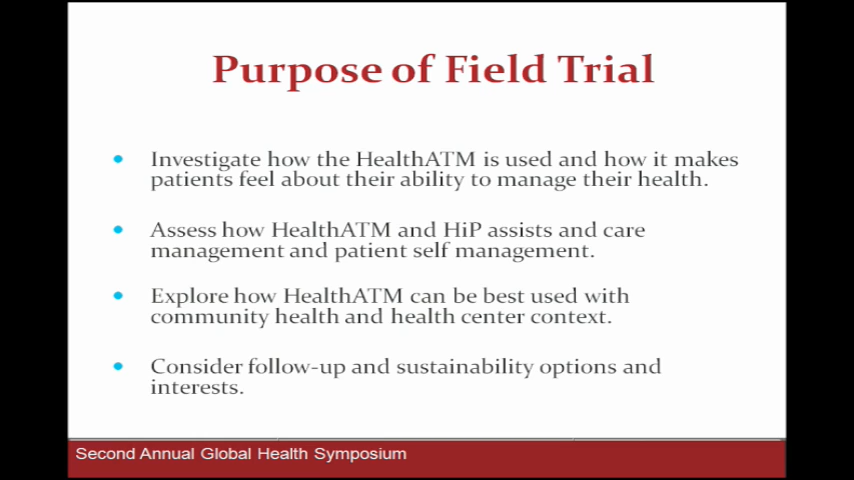 Purpose of Field Trial
Investigate how the HealthATM is used and how it makes
patients feel about their ability to manage their health.
Assess how HealthATM and HiP assists and care
management and patient self management.
Explore how HealthATM can be best used with
community health and health center context.
Consider follow-up and sustainability options and
interests.
Second Annual Global Health Symposium